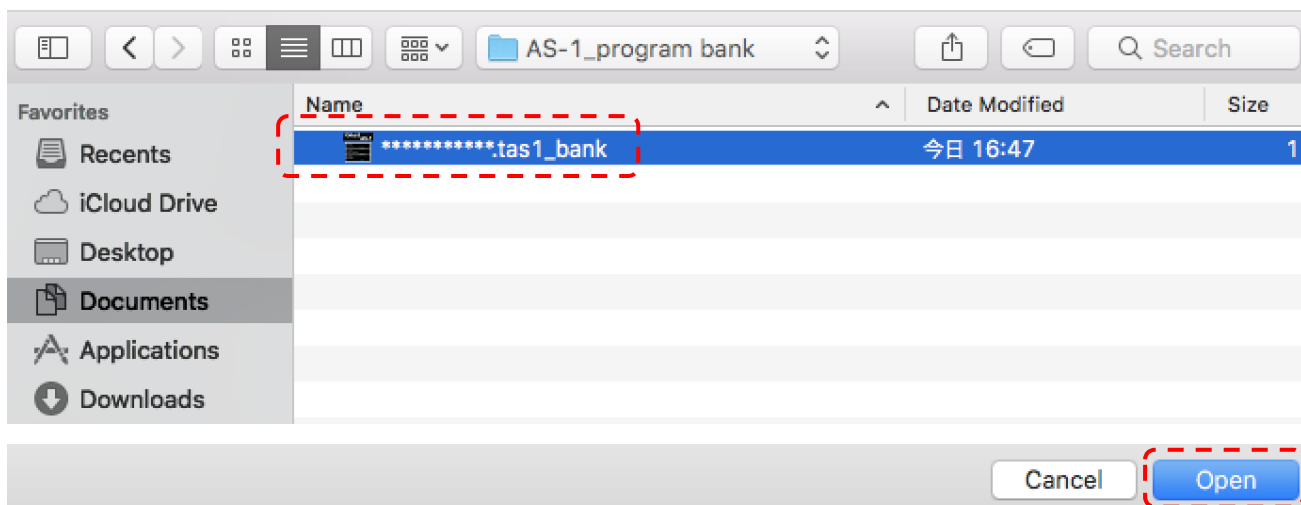 AS-1_program bank
Search
Favorites
Name
Date Modified
Size
***********.tas1_bank
今日 16:47
1
Recents
iCloud Drive
Desktop
Documents
Applications
Downloads
Cancel
Open